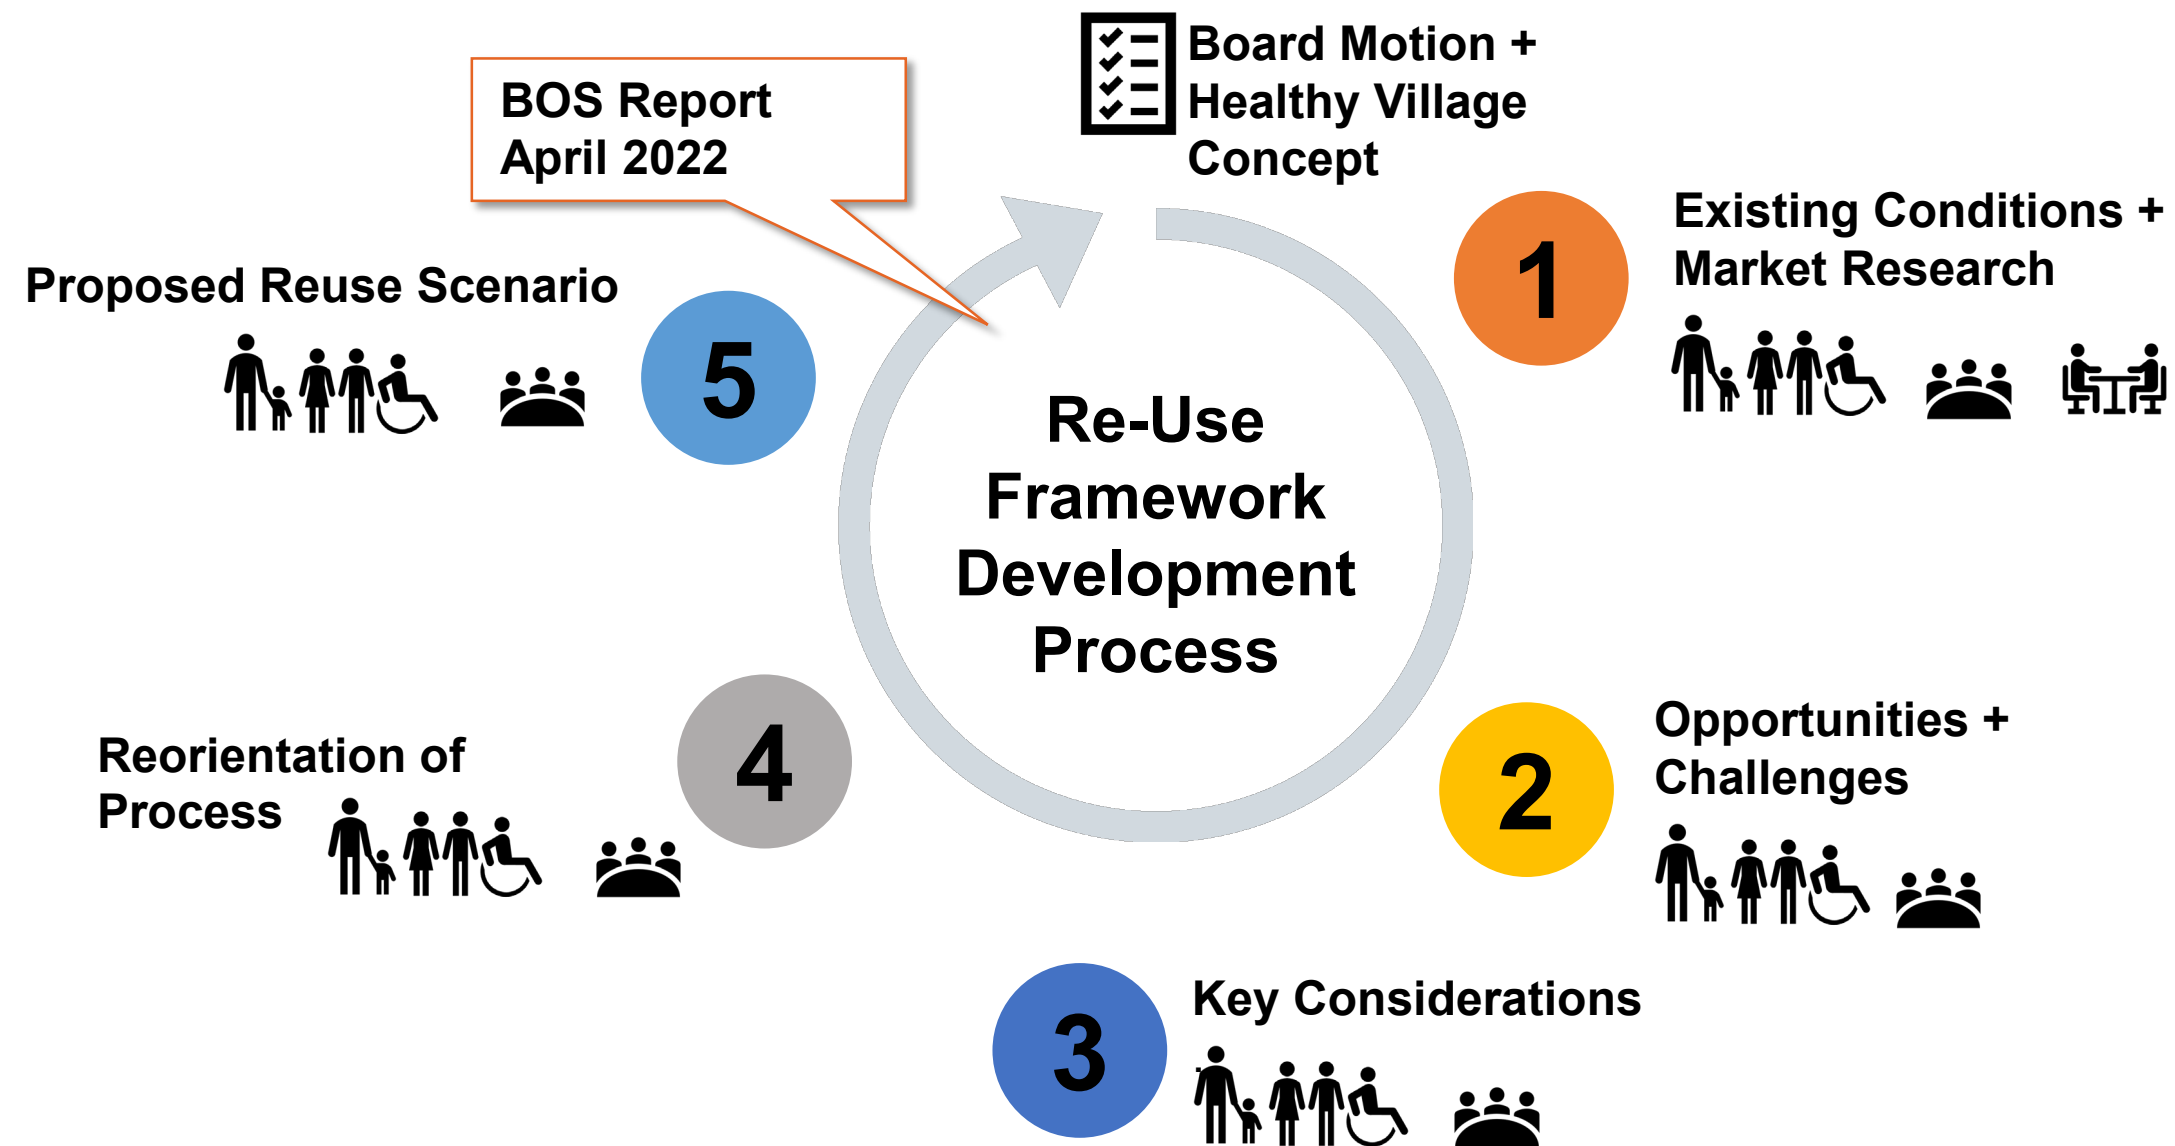 Board Motion +
Healthy Village
Concept
BOS Report
April 2022
1
Existing Conditions +
Market Research
Proposed Reuse Scenario
5
Re-Use
Framework
Development
Process
2
Opportunities +
Challenges
4
Reorientation of
Process
3
Key Considerations